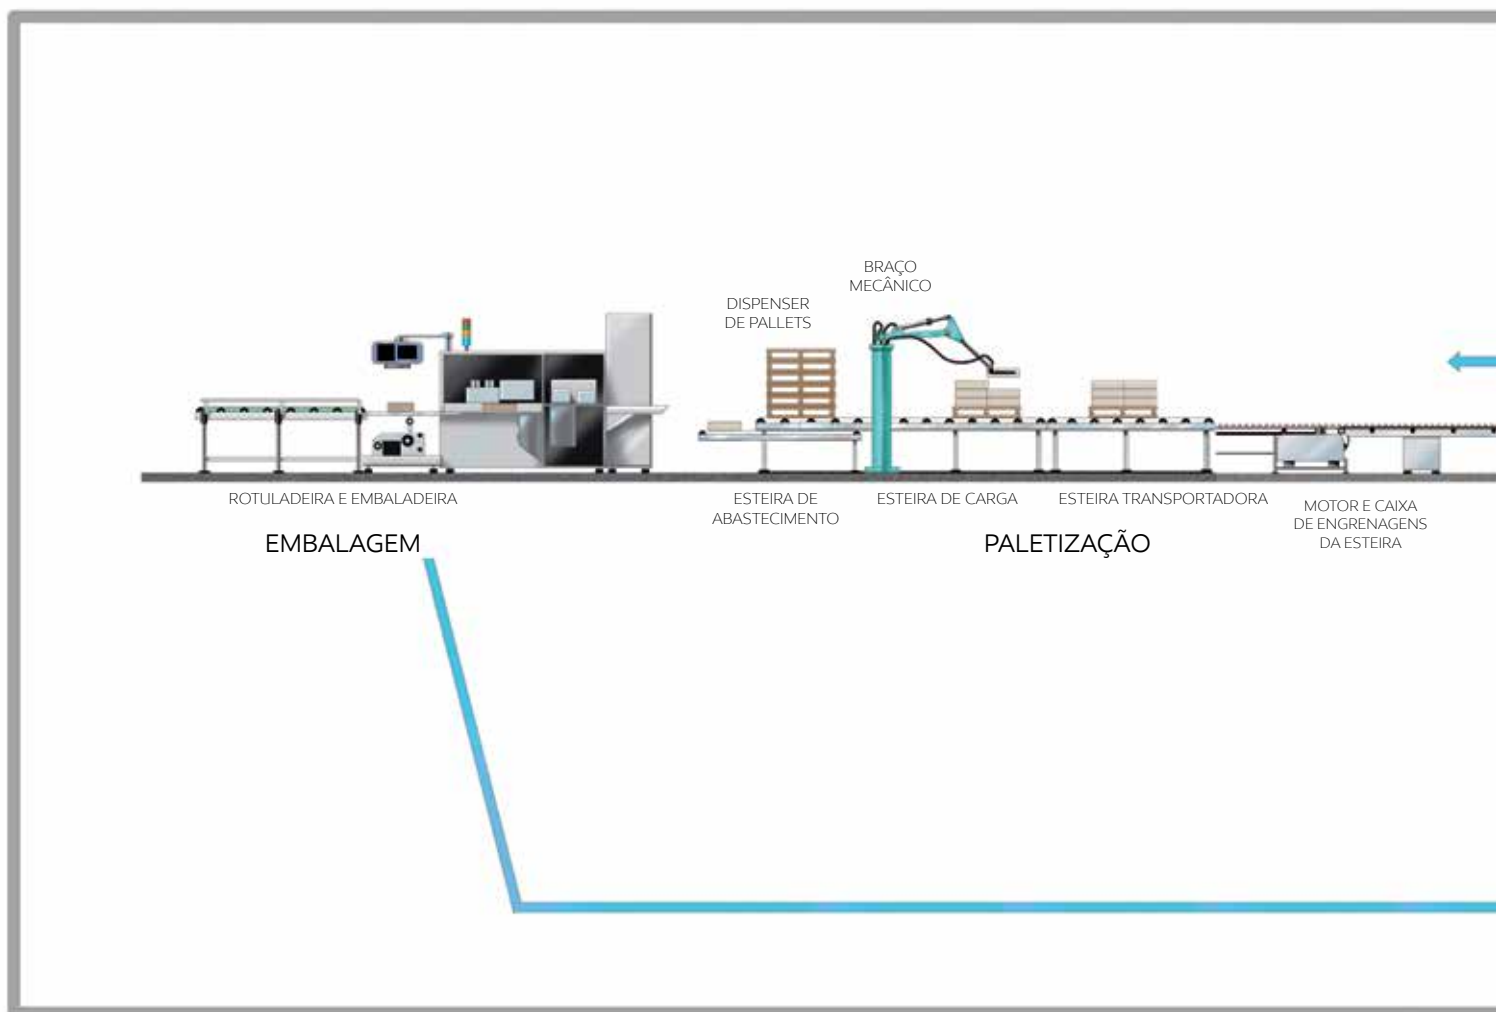 BRAÇO
MECÂNICO
DISPENSER
DE PALLETS
ROTULADEIRA E EMBALADEIRA
ESTEIRA DE
ABASTECIMENTO
ESTEIRA DE CARGA
ESTEIRA TRANSPORTADORA
MOTOR E CAIXA
DE ENGRENAGENS
DA ESTEIRA
EMBALAGEM
PALETIZAÇÃO